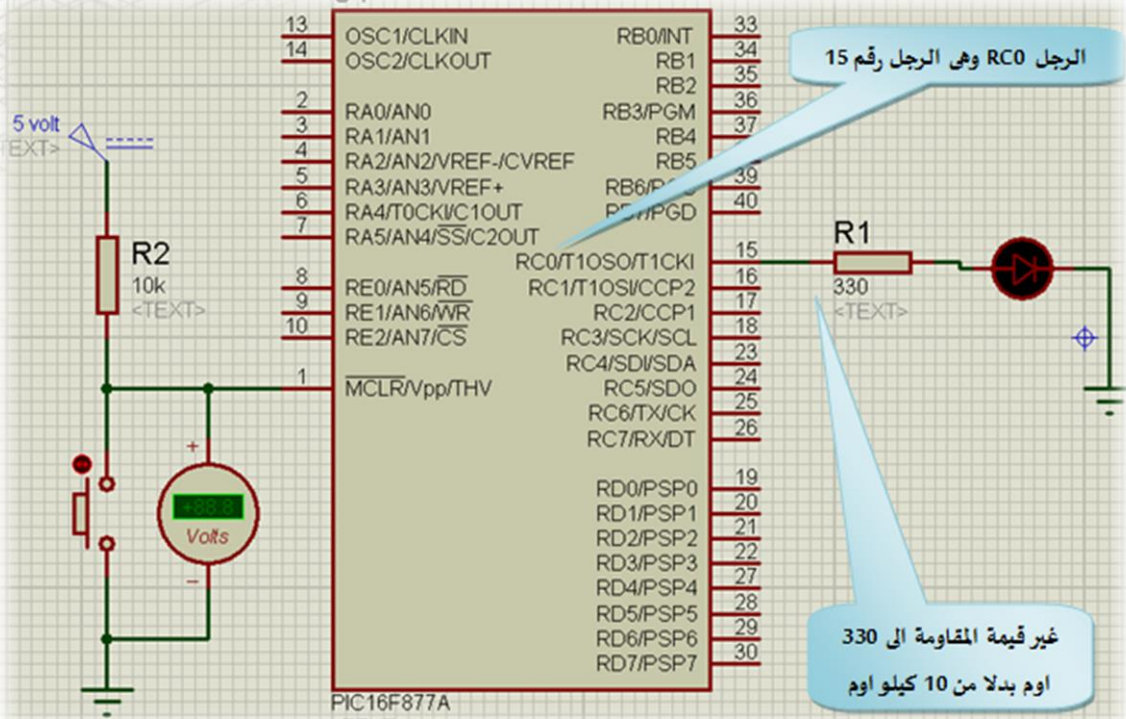 13 OSC1/CLKIN RB0/INT 33
14 OSC2/CLKOUT RB1 34
RB2 35
2 RA0/AN0 RB3/PGM 36
3 RA1/AN1 RB4 37
4 RA2/AN2/VREF-/CVREF RB5
5 RA3/AN3/VREF+ 39
6 RA4/T0CKI/C1OUT 40
7 RA5/AN4/SS/C2OUT
RC0/T1OSO/T1CKI 15
8 RE0/AN5/RD RC1/T1OSI/CCP2 16
9 RE1/AN6/WR RC2/CCP1 17
10 RE2/AN7/CS RC3/SCK/SCL 18
RC4/SDI/SDA 23
1 MCLR/Vpp/THV RC5/SDO 24
RC6/TX/CK 25
RC7/RX/DT 26
RD0/PSP0 19
RD1/PSP1 20
RD2/PSP2 21
RD3/PSP3 22
RD4/PSP4 27
RD5/PSP5 28
RD6/PSP6 29
RD7/PSP7 30
PIC16F877A
الرجل RC0 وهى الرجل رقم 15
5 volt
R2
10k
<TEXT>
R1
330
<TEXT>
+88.8
Volts
غير قيمة المقاومة الى 330
اوم بدلا من 10 كيلو اوم